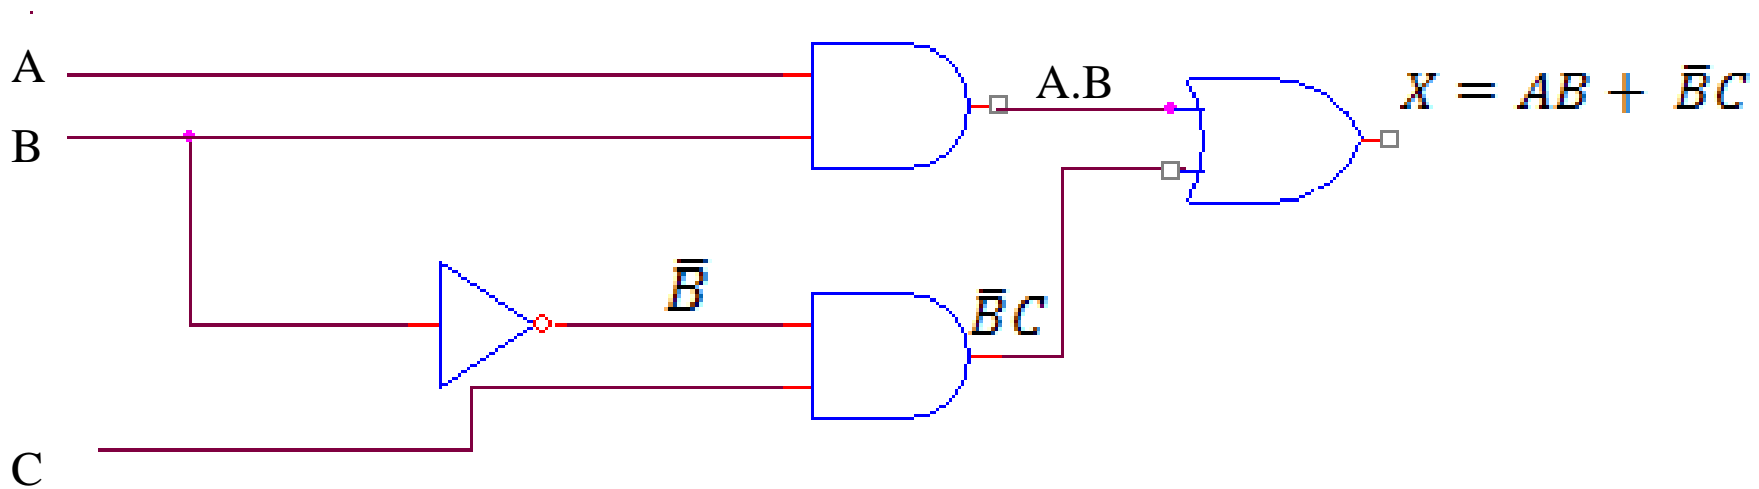 A
A.B
X = AB + B̅C
B
B̅
B̅C
C